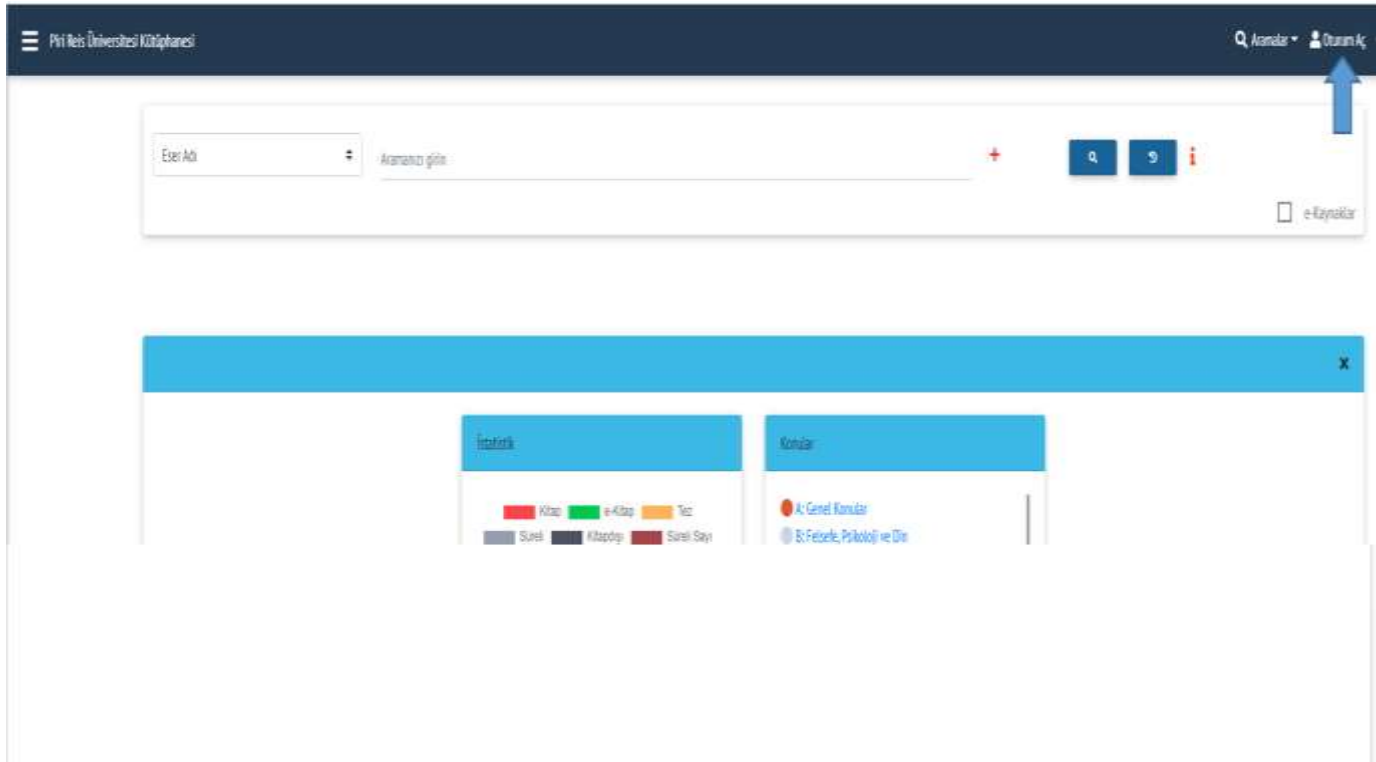 Piri Reis Üniversitesi Kütüphanesi
Aramalar Oturum Aç
Eser Adı
Aramanızı girin
e-Kaynaklar
x
İstatistik
Konular
Kitap e-Kitap Tez
Süreli Kitapdışı Süreli Sayı
A: Genel Konular
B: Felsefe, Psikoloji ve Din